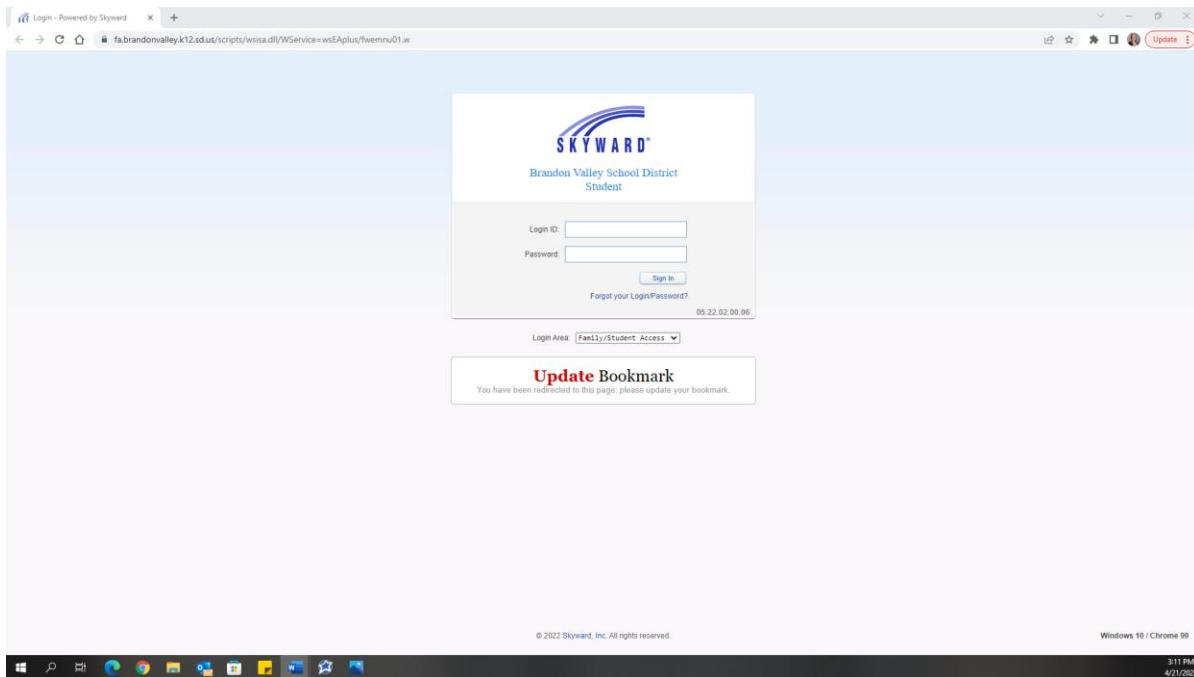 Login - Powered by Skyward
fa.brandonvalley.k12.sd.us/scripts/wsisa.dll/WService=wsEAplus/fwemnu01.w
Update
SKYWARD®
Brandon Valley School District
Student
Login ID:
Password:
Sign In
Forgot your Login/Password?
05.22.02.00.06
Login Area: Family/Student Access
Update Bookmark
You have been redirected to this page; please update your bookmark.
© 2022 Skyward, Inc. All rights reserved.
Windows 10 / Chrome 99
3:11 PM
4/21/202